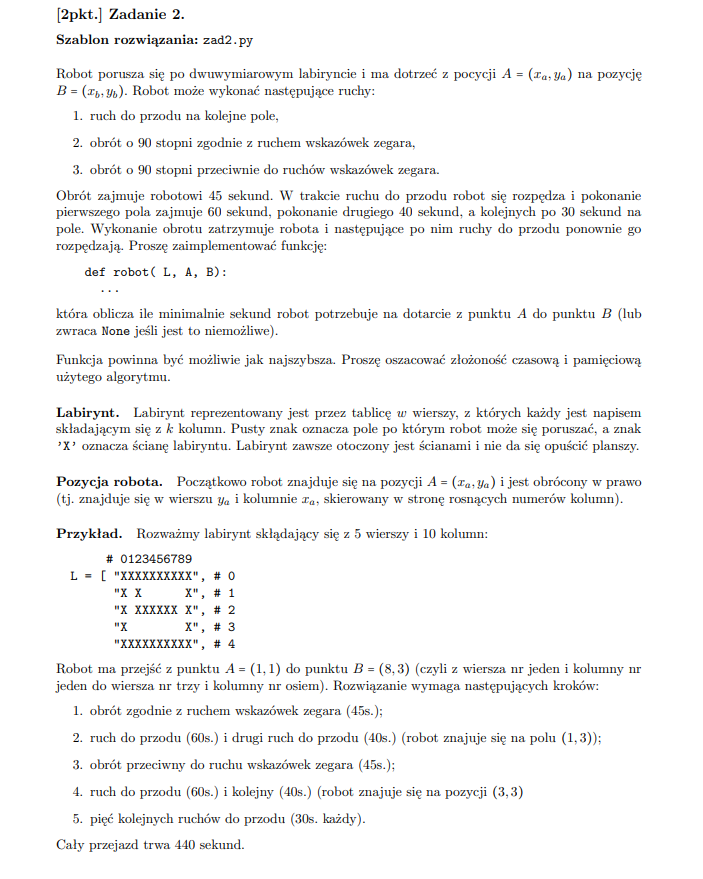 [2pkt.] Zadanie 2.
Szablon rozwiązania: zad2.py
Robot porusza się po dwuwymiarowym labiryncie i ma dotrzeć z pocycji A = (xₐ, yₐ) na pozycję
B = (x_b, y_b). Robot może wykonać następujące ruchy:
1. ruch do przodu na kolejne pole,
2. obrót o 90 stopni zgodnie z ruchem wskazówek zegara,
3. obrót o 90 stopni przeciwnie do ruchów wskazówek zegara.
Obrót zajmuje robotowi 45 sekund. W trakcie ruchu do przodu robot się rozpędza i pokonanie
pierwszego pola zajmuje 60 sekund, pokonanie drugiego 40 sekund, a kolejnych po 30 sekund na
pole. Wykonanie obrotu zatrzymuje robota i następujące po nim ruchy do przodu ponownie go
rozpędzają. Proszę zaimplementować funkcję:
def robot( L, A, B):
...
która oblicza ile minimalnie sekund robot potrzebuje na dotarcie z punktu A do punktu B (lub
zwraca None jeśli jest to niemożliwe).
Funkcja powinna być możliwie jak najszybsza. Proszę oszacować złożoność czasową i pamięciową
użytego algorytmu.
Labirynt. Labirynt reprezentowany jest przez tablicę w wierszy, z których każdy jest napisem
składającym się z k kolumn. Pusty znak oznacza pole po którym robot może się poruszać, a znak
'X' oznacza ścianę labiryntu. Labirynt zawsze otoczony jest ścianami i nie da się opuścić planszy.
Pozycja robota. Początkowo robot znajduje się na pozycji A = (xₐ, yₐ) i jest obrócony w prawo
(tj. znajduje się w wierszu yₐ i kolumnie xₐ, skierowany w stronę rosnących numerów kolumn).
Przykład. Rozważmy labirynt skłądający się z 5 wierszy i 10 kolumn:
# 0123456789
L = [ "XXXXXXXXXX", # 0
"X X      X", # 1
"X XXXXXX X", # 2
"X        X", # 3
"XXXXXXXXXX", # 4
Robot ma przejść z punktu A = (1, 1) do punktu B = (8, 3) (czyli z wiersza nr jeden i kolumny nr
jeden do wiersza nr trzy i kolumny nr osiem). Rozwiązanie wymaga następujących kroków:
1. obrót zgodnie z ruchem wskazówek zegara (45s.);
2. ruch do przodu (60s.) i drugi ruch do przodu (40s.) (robot znajuje się na polu (1, 3));
3. obrót przeciwny do ruchu wskazówek zegara (45s.);
4. ruch do przodu (60s.) i kolejny (40s.) (robot znajuje się na pozycji (3, 3)
5. pięć kolejnych ruchów do przodu (30s. każdy).
Cały przejazd trwa 440 sekund.